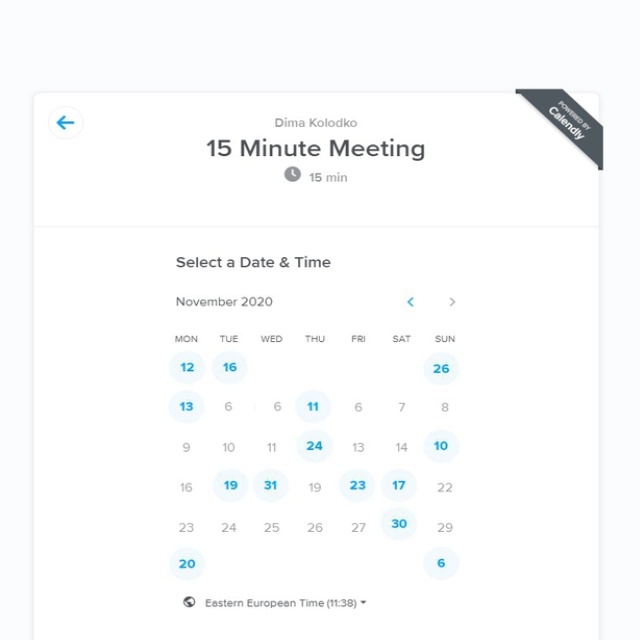 POWERED BY
Calendly
Dima Kolodko
15 Minute Meeting
15 min
Select a Date & Time
November 2020
MON TUE WED THU FRI SAT SUN
12 16 26
13 6 6 11 6 7 8
9 10 11 24 13 14 10
16 19 31 19 23 17 22
23 24 25 26 27 30 29
20 6
Eastern European Time (11:38)